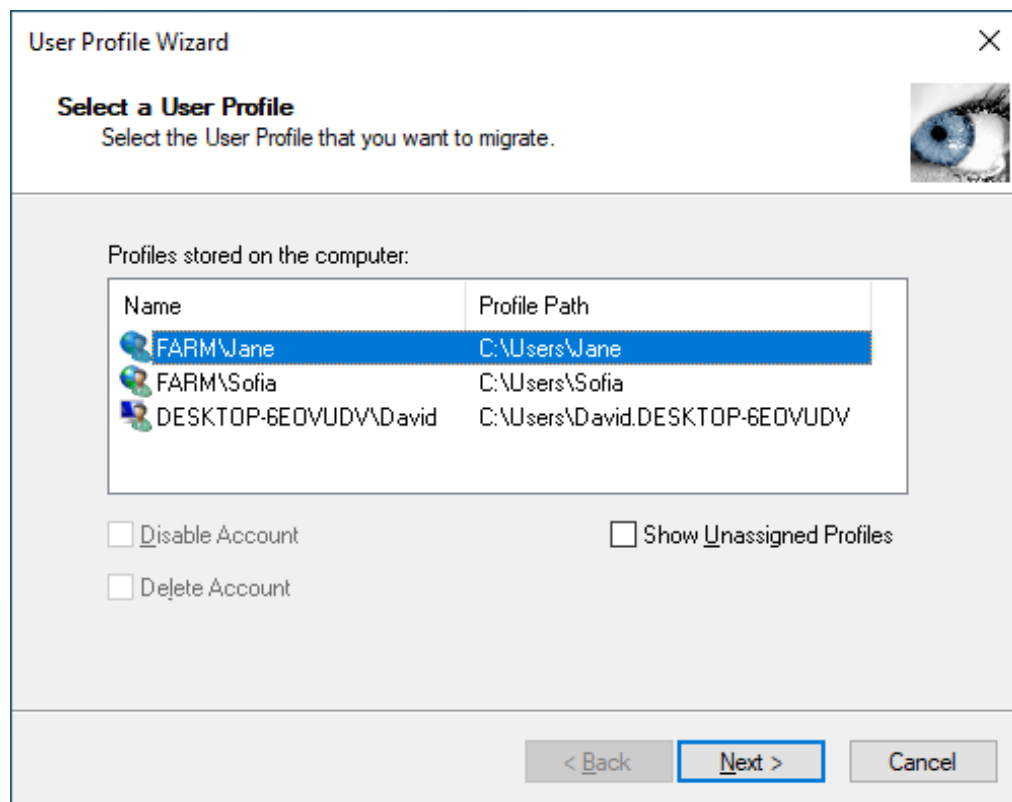 User Profile Wizard
Select a User Profile
Select the User Profile that you want to migrate.
Profiles stored on the computer:
Name Profile Path
FARM\Jane C:\Users\Jane
FARM\Sofia C:\Users\Sofia
DESKTOP-6EOVUDV\David C:\Users\David.DESKTOP-6EOVUDV
Disable Account Show Unassigned Profiles
Delete Account
< Back Next > Cancel